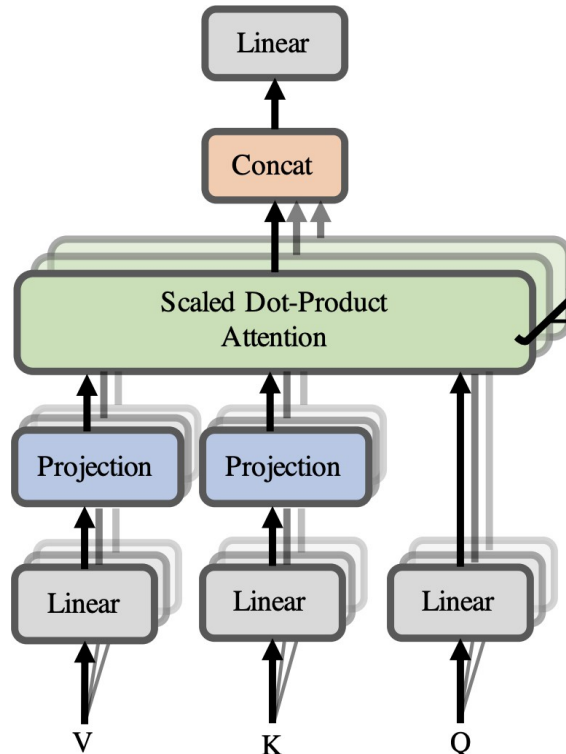 Linear
Concat
Scaled Dot-Product
Attention
Projection Projection
Linear Linear Linear
V K Q